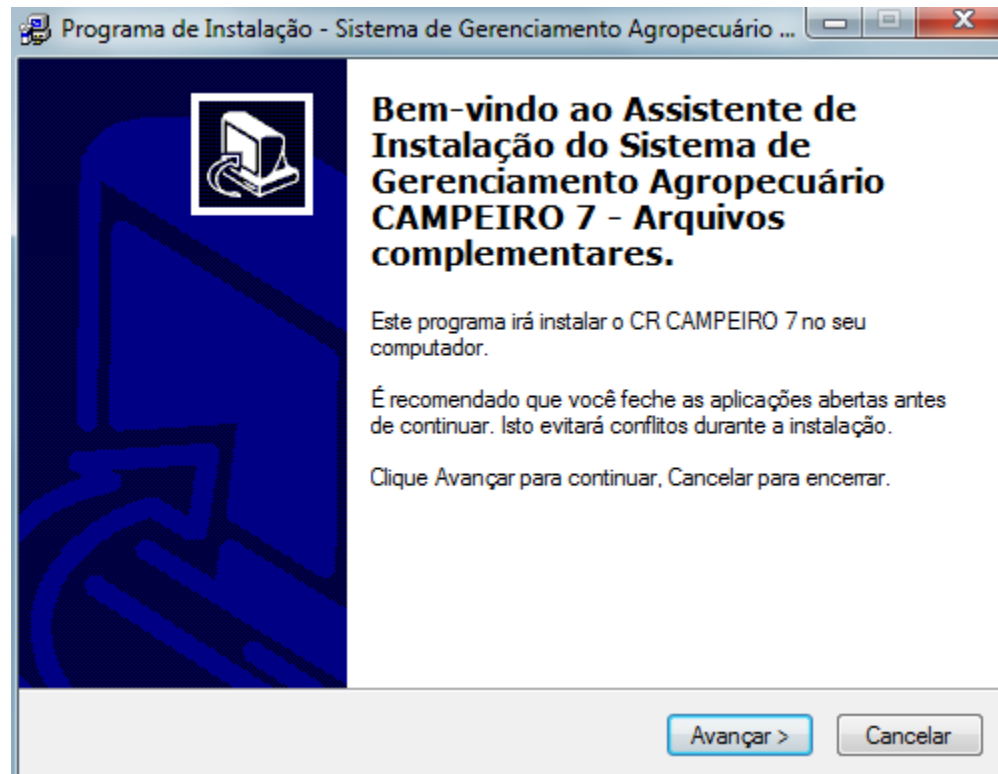 Programa de Instalação - Sistema de Gerenciamento Agropecuário ...
Bem-vindo ao Assistente de
Instalação do Sistema de
Gerenciamento Agropecuário
CAMPEIRO 7 - Arquivos
complementares.
Este programa irá instalar o CR CAMPEIRO 7 no seu
computador.
É recomendado que você feche as aplicações abertas antes
de continuar. Isto evitará conflitos durante a instalação.
Clique Avançar para continuar, Cancelar para encerrar.
Avançar >
Cancelar